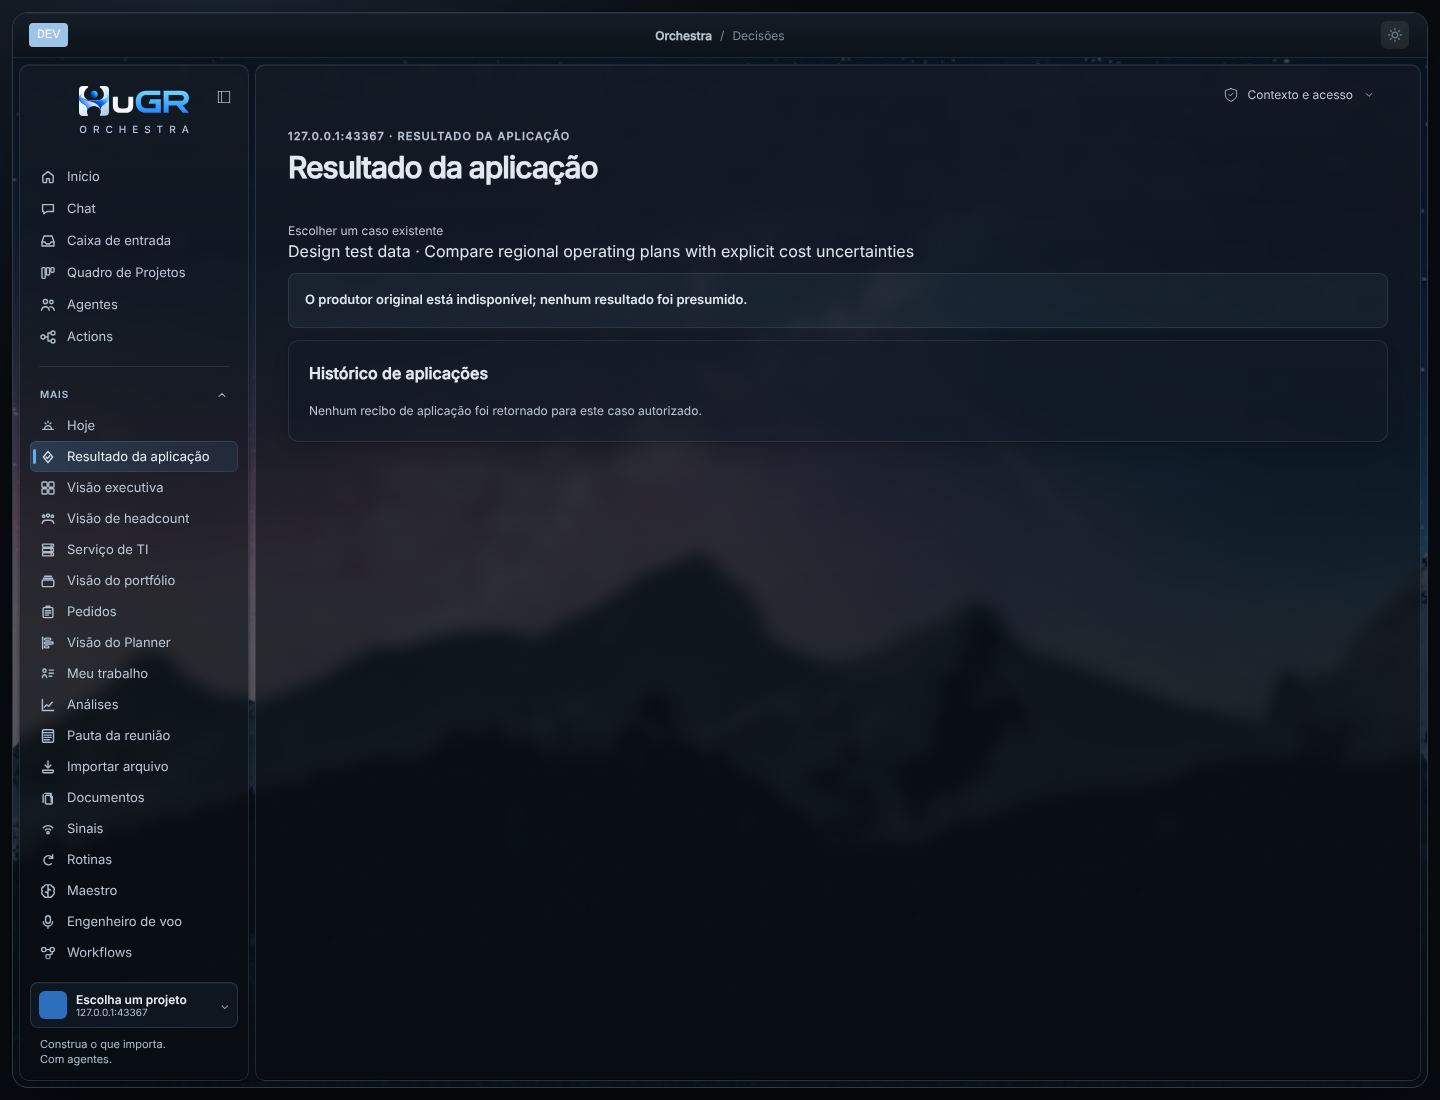 DEV
Orchestra / Decisões
HuGR
ORCHESTRA
Contexto e acesso
Início
Chat
Caixa de entrada
Quadro de Projetos
Agentes
Actions
MAIS
Hoje
Resultado da aplicação
Visão executiva
Visão de headcount
Serviço de TI
Visão do portfólio
Pedidos
Visão do Planner
Meu trabalho
Análises
Pauta da reunião
Importar arquivo
Documentos
Sinais
Rotinas
Maestro
Engenheiro de voo
Workflows
Escolha um projeto
127.0.0.1:43367
Construa o que importa.
Com agentes.
127.0.0.1:43367 · RESULTADO DA APLICAÇÃO
Resultado da aplicação
Escolher um caso existente
Design test data · Compare regional operating plans with explicit cost uncertainties
O produtor original está indisponível; nenhum resultado foi presumido.
Histórico de aplicações
Nenhum recibo de aplicação foi retornado para este caso autorizado.